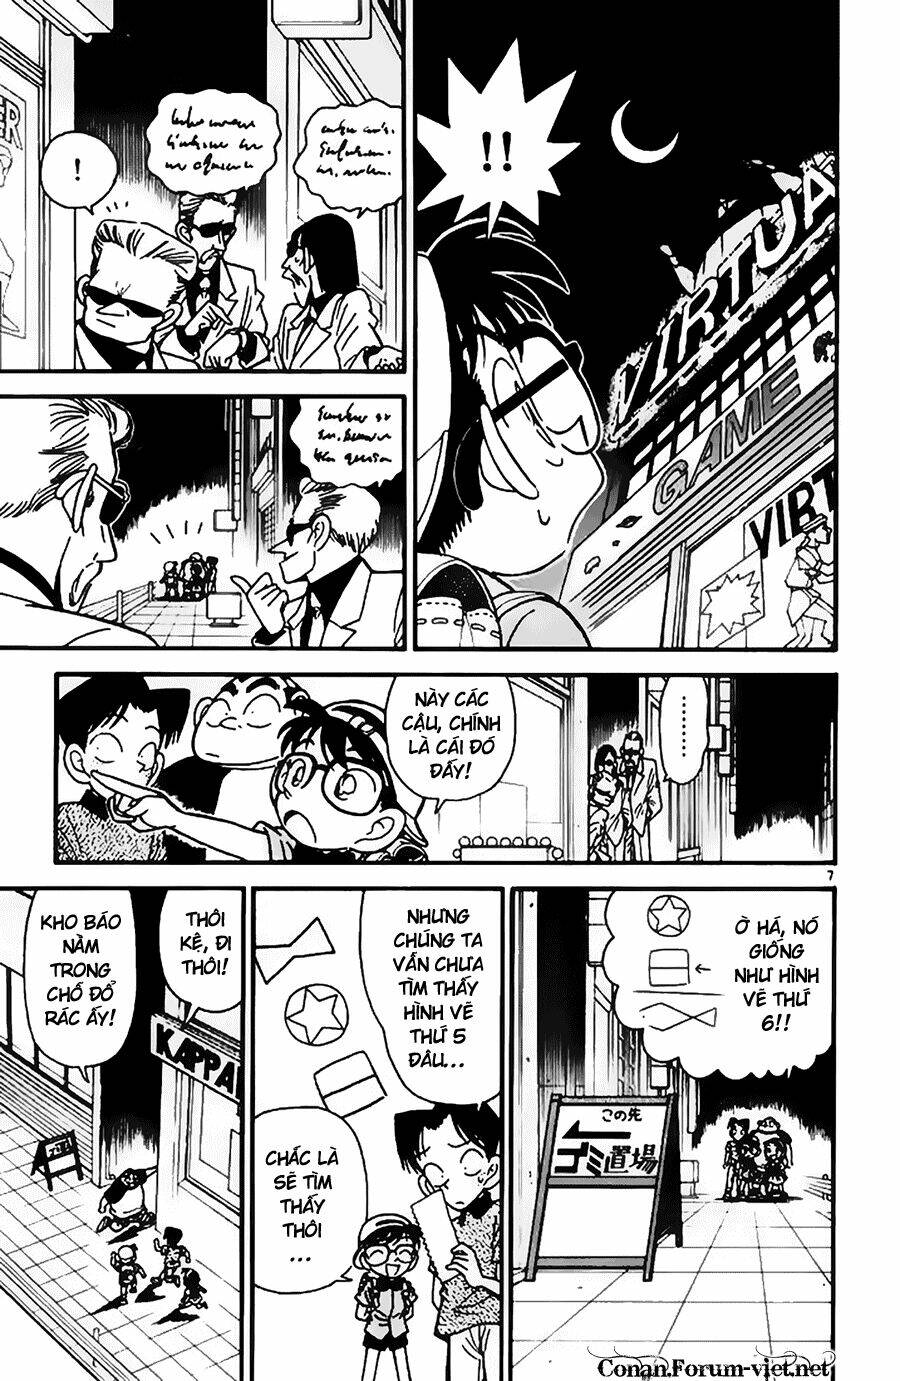 !!
VIRTUA
GAME
VIRT
ER
!
.........
NÀY CÁC
CẬU, CHÍNH
LÀ CÁI ĐÓ
ĐẤY!
7
Ờ HÁ, NÓ
GIỐNG
NHƯ HÌNH
VẼ THỨ
6!!
この先
ゴミ置場
NHƯNG
CHÚNG TA
VẪN CHƯA
TÌM THẤY
HÌNH VẼ
THỨ 5
ĐÂU...
CHẮC LÀ
SẼ TÌM
THẤY
THÔI
...
THÔI
KỆ, ĐI
THÔI!
KHO BÁO
NẰM
TRONG
CHỖ ĐỔ
RÁC ẤY!
KAPPA
Conan.Forum-viet.net